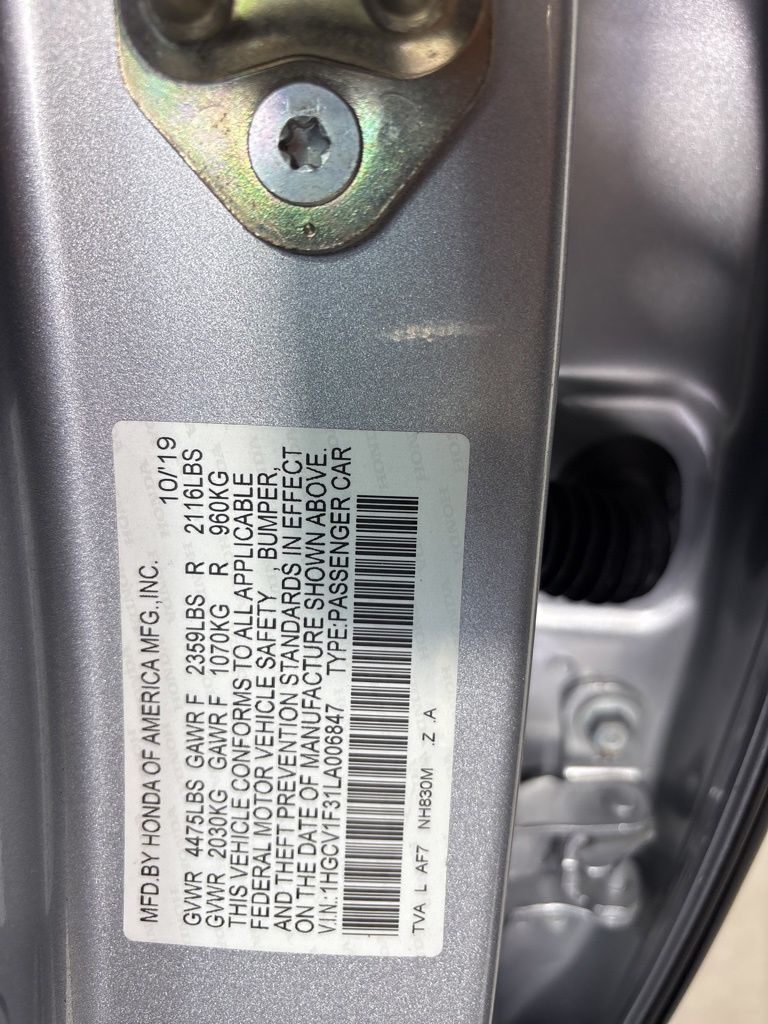 MFD.BY HONDA OF AMERICA MFG.,INC. 10/'19
GVWR 4475LBS GAWR F 2359LBS R 2116LBS
GVWR 2030KG GAWR F 1070KG R 960KG
THIS VEHICLE CONFORMS TO ALL APPLICABLE
FEDERAL MOTOR VEHICLE SAFETY , BUMPER,
AND THEFT PREVENTION STANDARDS IN EFFECT
ON THE DATE OF MANUFACTURE SHOWN ABOVE.
V.I.N.:1HGCV1F31LA006847 TYPE:PASSENGER CAR
TVA L AF7 NH830M .Z .A